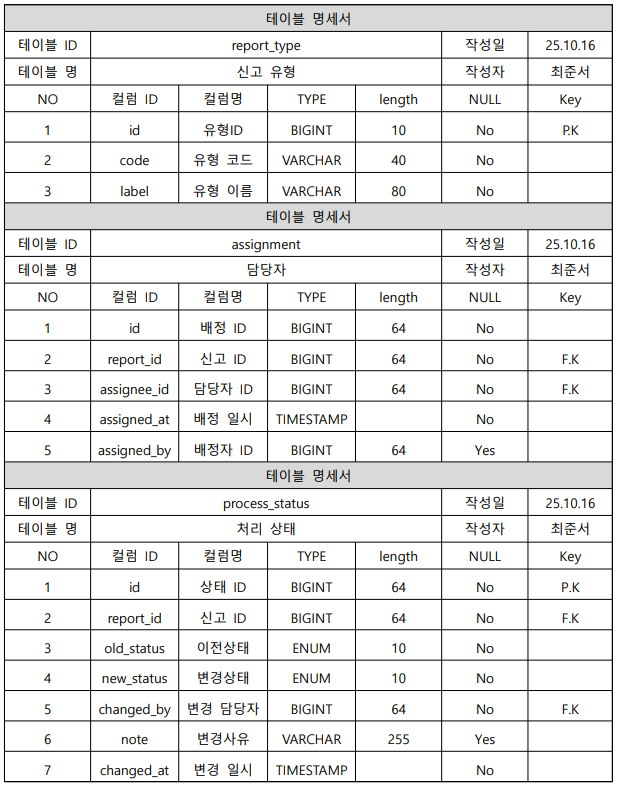 테이블 명세서
테이블 ID report_type 작성일 25.10.16
테이블 명 신고 유형 작성자 최준서
NO 컬럼 ID 컬럼명 TYPE length NULL Key
1 id 유형ID BIGINT 10 No P.K
2 code 유형 코드 VARCHAR 40 No
3 label 유형 이름 VARCHAR 80 No
테이블 명세서
테이블 ID assignment 작성일 25.10.16
테이블 명 담당자 작성자 최준서
NO 컬럼 ID 컬럼명 TYPE length NULL Key
1 id 배정 ID BIGINT 64 No
2 report_id 신고 ID BIGINT 64 No F.K
3 assignee_id 담당자 ID BIGINT 64 No F.K
4 assigned_at 배정 일시 TIMESTAMP No
5 assigned_by 배정자 ID BIGINT 64 Yes
테이블 명세서
테이블 ID process_status 작성일 25.10.16
테이블 명 처리 상태 작성자 최준서
NO 컬럼 ID 컬럼명 TYPE length NULL Key
1 id 상태 ID BIGINT 64 No P.K
2 report_id 신고 ID BIGINT 64 No F.K
3 old_status 이전상태 ENUM 10 No
4 new_status 변경상태 ENUM 10 No
5 changed_by 변경 담당자 BIGINT 64 No F.K
6 note 변경사유 VARCHAR 255 Yes
7 changed_at 변경 일시 TIMESTAMP No